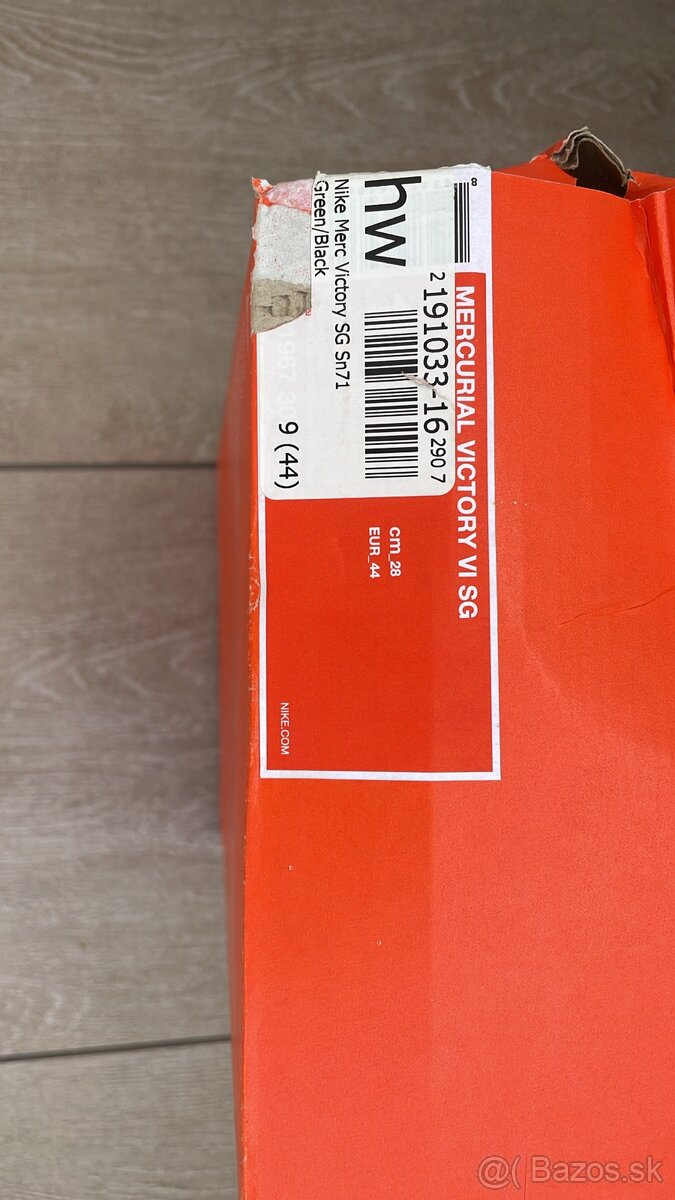 8
MERCURIAL VICTORY VI SG
hw
2 191033-16 290 7
Nike Merc Victory SG Sn71
Green/Black
9 (44)
cm_28
EUR_44
NIKE.COM
@( Bazos.sk